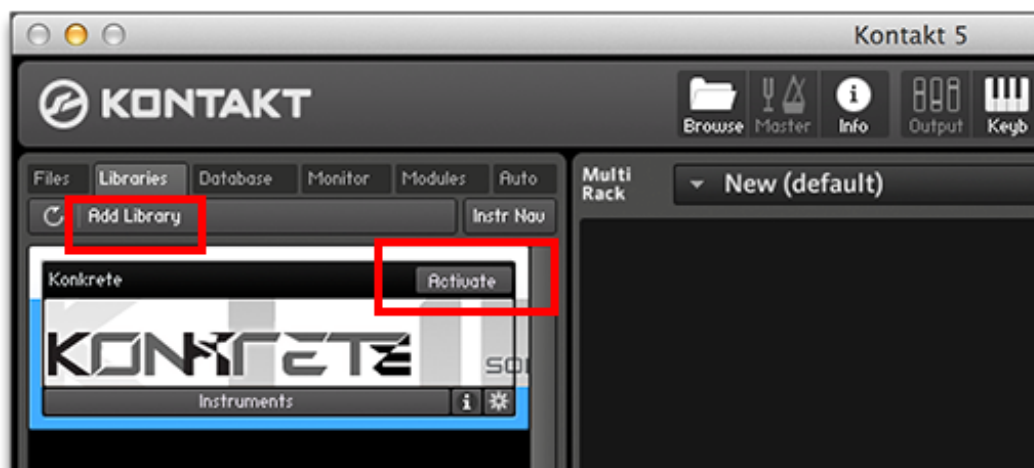 Kontakt 5
KONTAKT
Browse Master Info Output Keyb
Files Libraries Database Monitor Modules Auto
Multi Rack
New (default)
Add Library Instr Nav
Konkrete Activate
KONKRETE
Instruments